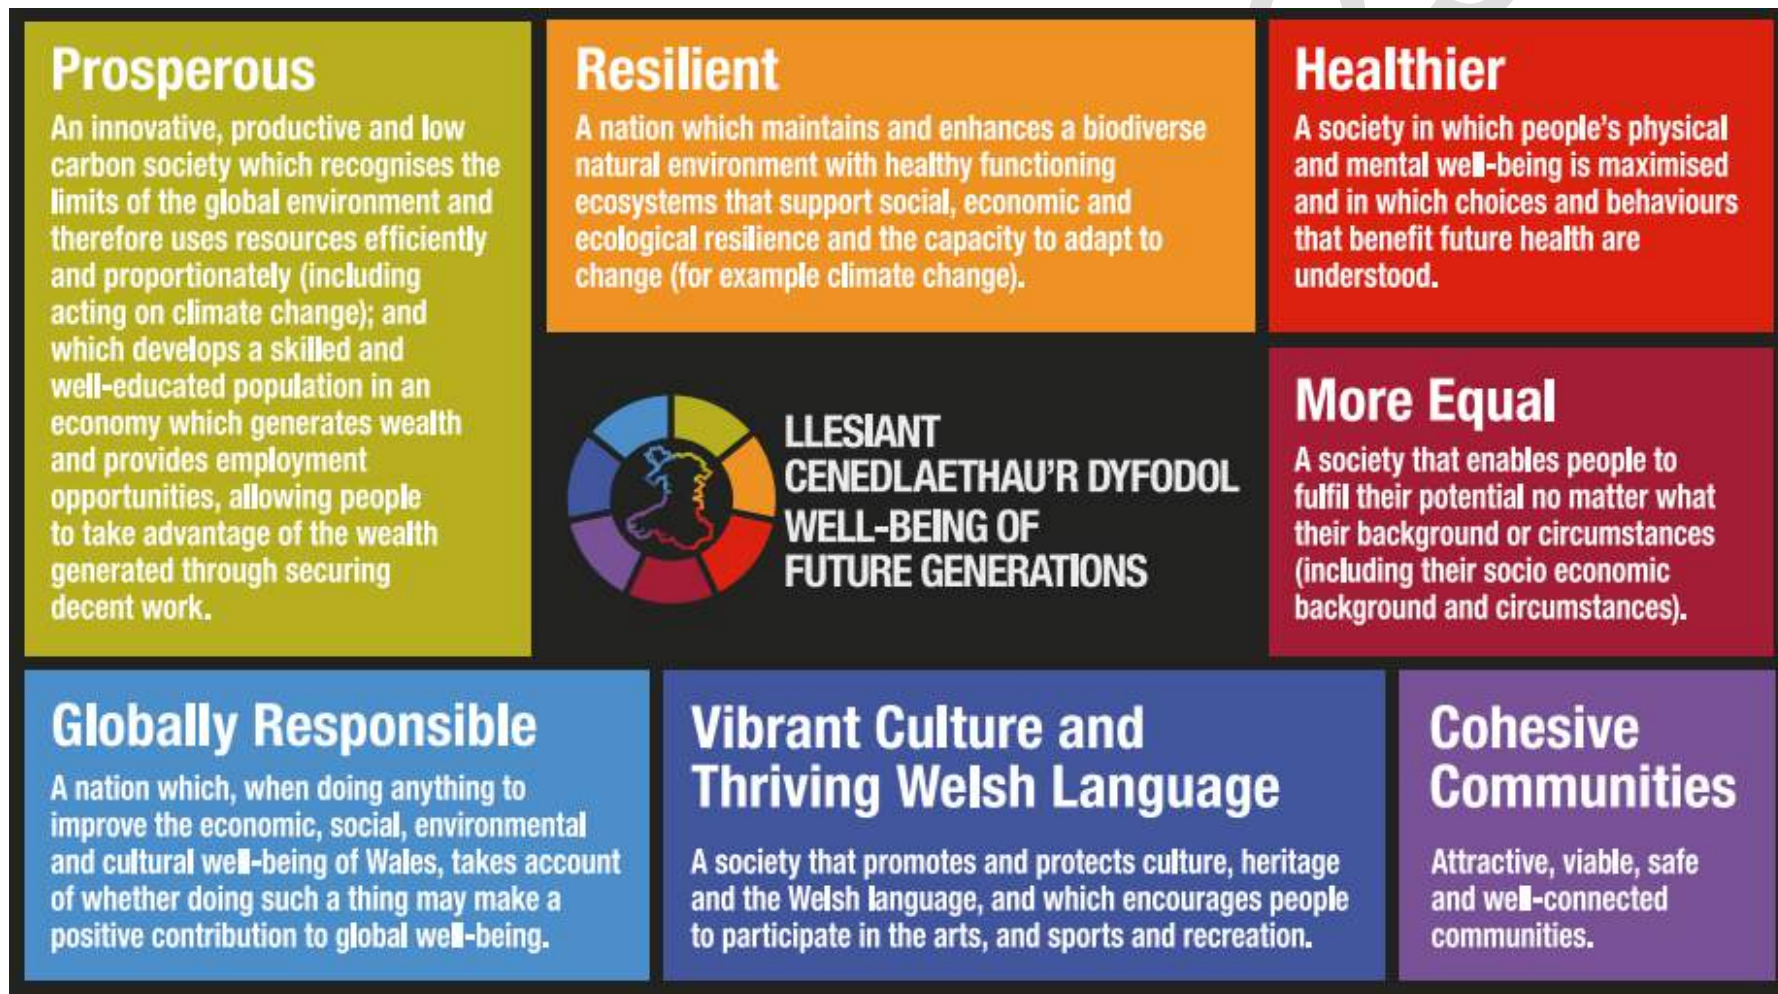 Prosperous
An innovative, productive and low
carbon society which recognises the
limits of the global environment and
therefore uses resources efficiently
and proportionately (including
acting on climate change); and
which develops a skilled and
well-educated population in an
economy which generates wealth
and provides employment
opportunities, allowing people
to take advantage of the wealth
generated through securing
decent work.
Resilient
A nation which maintains and enhances a biodiverse
natural environment with healthy functioning
ecosystems that support social, economic and
ecological resilience and the capacity to adapt to
change (for example climate change).
Healthier
A society in which people's physical
and mental well-being is maximised
and in which choices and behaviours
that benefit future health are
understood.
LLESIANT
CENEDLAETHAU'R DYFODOL
WELL-BEING OF
FUTURE GENERATIONS
More Equal
A society that enables people to
fulfil their potential no matter what
their background or circumstances
(including their socio economic
background and circumstances).
Globally Responsible
A nation which, when doing anything to
improve the economic, social, environmental
and cultural well-being of Wales, takes account
of whether doing such a thing may make a
positive contribution to global well-being.
Vibrant Culture and
Thriving Welsh Language
A society that promotes and protects culture, heritage
and the Welsh language, and which encourages people
to participate in the arts, and sports and recreation.
Cohesive
Communities
Attractive, viable, safe
and well-connected
communities.